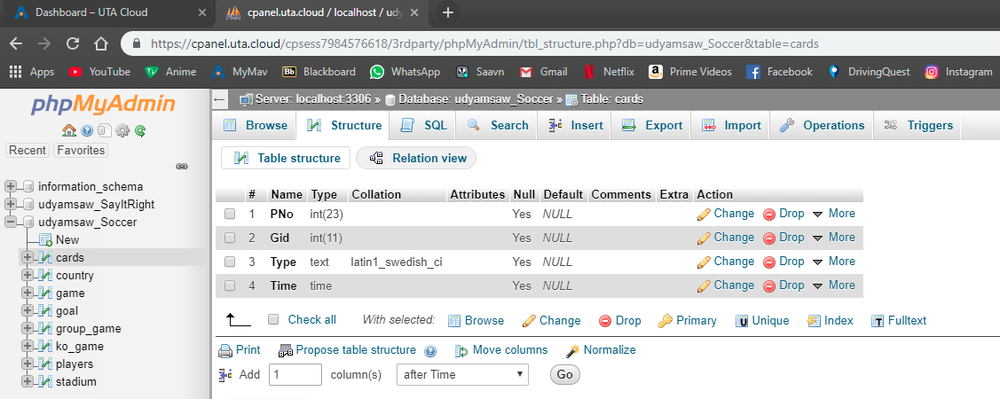 Dashboard – UTA Cloud
cpanel.uta.cloud / localhost / udy
https://cpanel.uta.cloud/cpsess7984576618/3rdparty/phpMyAdmin/tbl_structure.php?db=udyamsaw_Soccer&table=cards
Apps YouTube Anime MyMav Blackboard WhatsApp Saavn Gmail Netflix Prime Videos Facebook DrivingQuest Instagram
phpMyAdmin
Recent Favorites
information_schema
udyamsaw_SayItRight
udyamsaw_Soccer
New
cards
country
game
goal
group_game
ko_game
players
stadium
Server: localhost:3306 » Database: udyamsaw_Soccer » Table: cards
Browse Structure SQL Search Insert Export Import Operations Triggers
Table structure Relation view
# Name Type Collation Attributes Null Default Comments Extra Action
1 PNo int(23) Yes NULL Change Drop More
2 Gid int(11) Yes NULL Change Drop More
3 Type text latin1_swedish_ci Yes NULL Change Drop More
4 Time time Yes NULL Change Drop More
Check all With selected: Browse Change Drop Primary Unique Index Fulltext
Print Propose table structure Move columns Normalize
Add 1 column(s) after Time Go